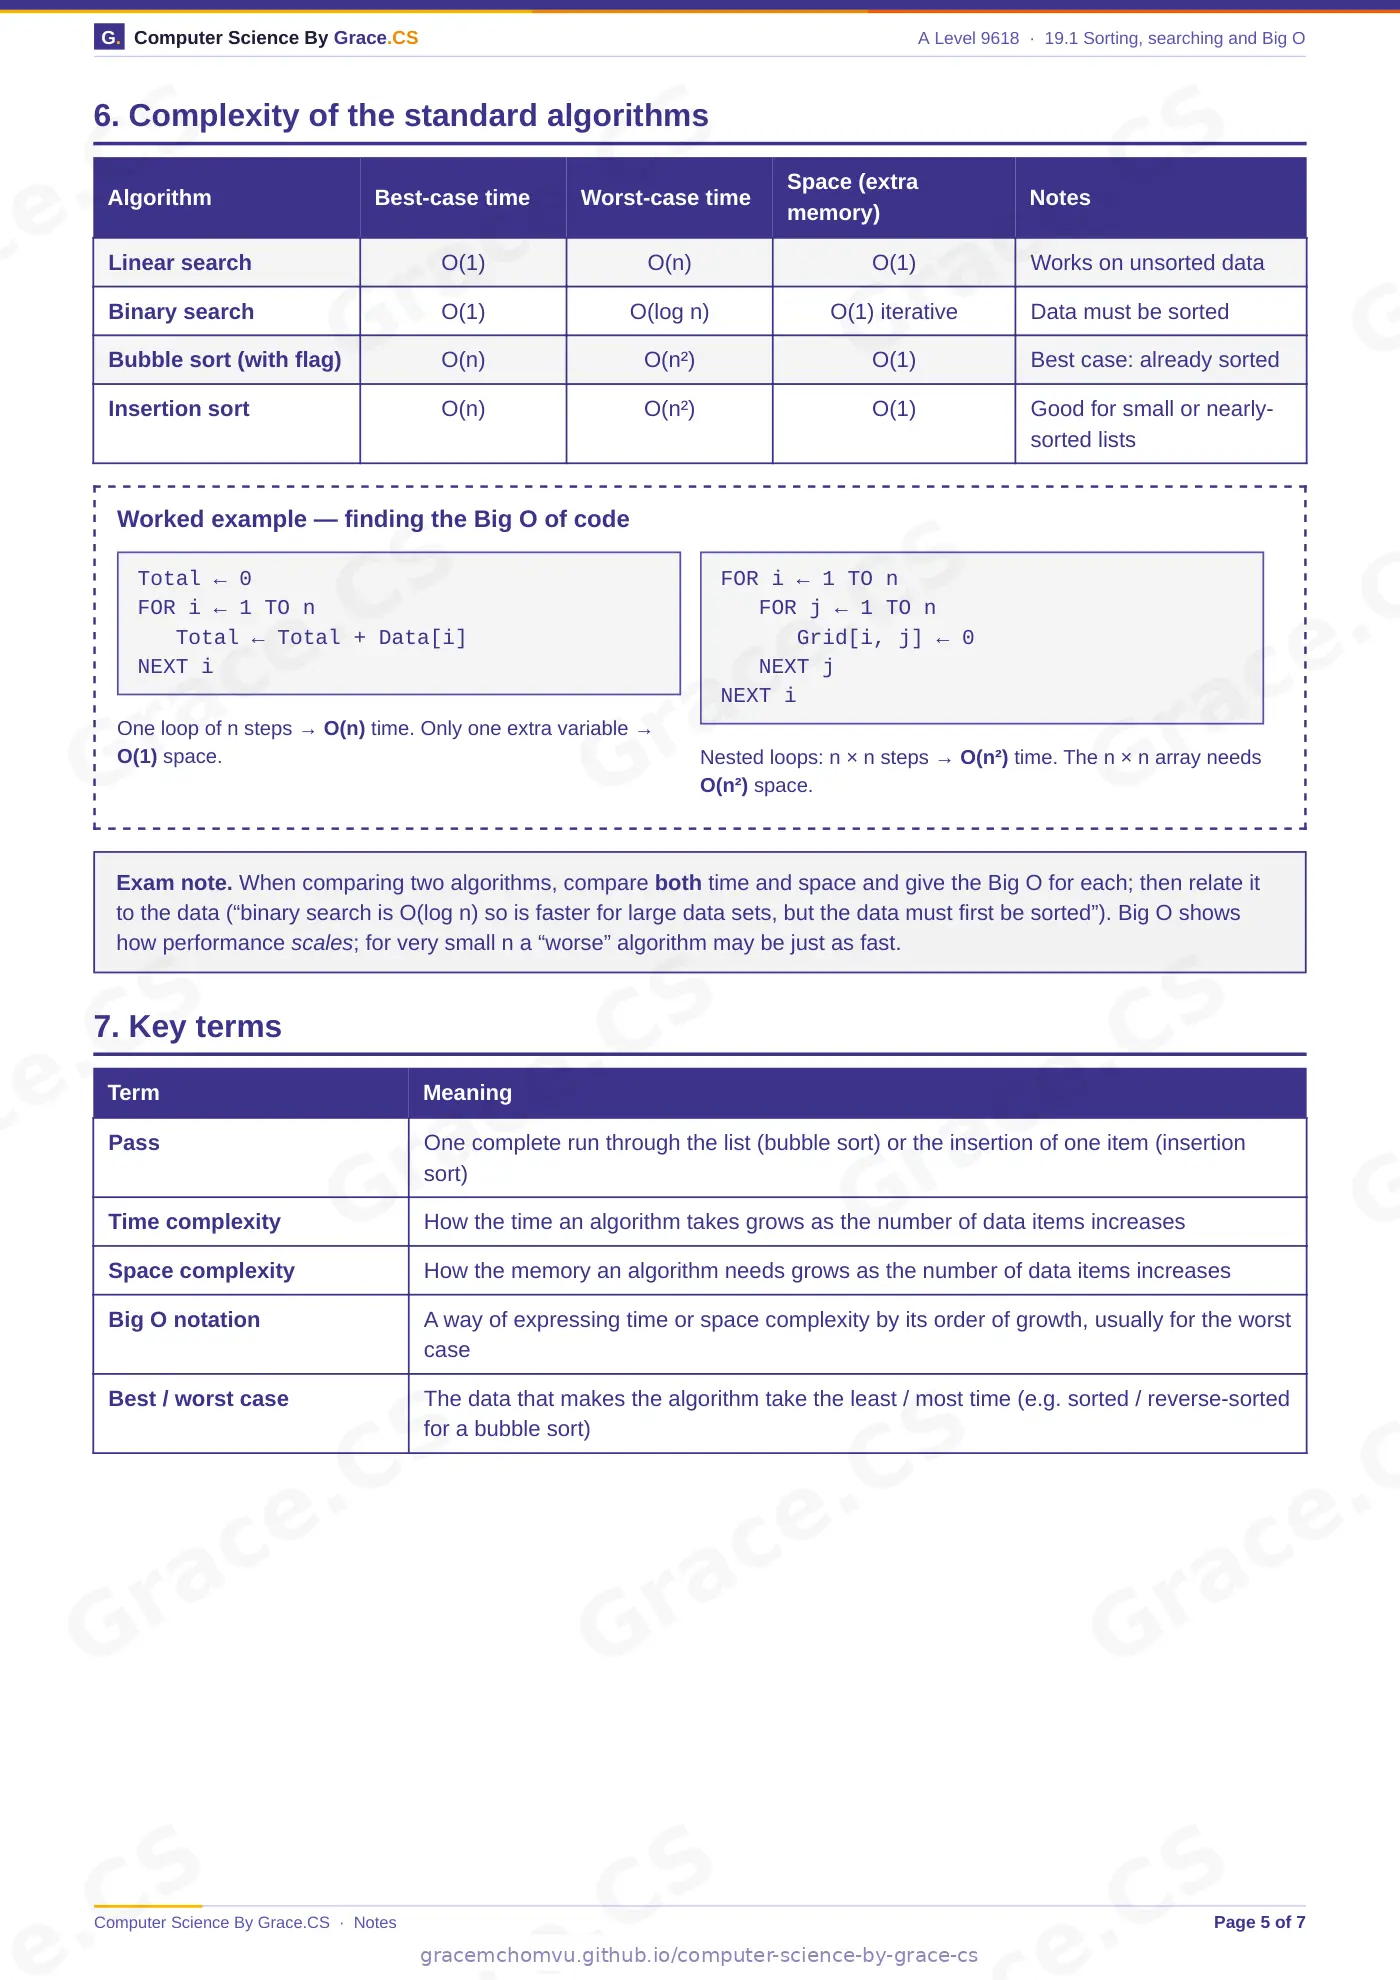 G. Computer Science By Grace.CS
A Level 9618 · 19.1 Sorting, searching and Big O
6. Complexity of the standard algorithms
Algorithm Best-case time Worst-case time Space (extra memory) Notes
Linear search O(1) O(n) O(1) Works on unsorted data
Binary search O(1) O(log n) O(1) iterative Data must be sorted
Bubble sort (with flag) O(n) O(n²) O(1) Best case: already sorted
Insertion sort O(n) O(n²) O(1) Good for small or nearly-
sorted lists
Worked example — finding the Big O of code
Total ← 0
FOR i ← 1 TO n
Total ← Total + Data[i]
NEXT i
One loop of n steps → O(n) time. Only one extra variable →
O(1) space.
FOR i ← 1 TO n
FOR j ← 1 TO n
Grid[i, j] ← 0
NEXT j
NEXT i
Nested loops: n × n steps → O(n²) time. The n × n array needs
O(n²) space.
Exam note. When comparing two algorithms, compare both time and space and give the Big O for each; then relate it
to the data (“binary search is O(log n) so is faster for large data sets, but the data must first be sorted”). Big O shows
how performance scales; for very small n a “worse” algorithm may be just as fast.
7. Key terms
Term Meaning
Pass One complete run through the list (bubble sort) or the insertion of one item (insertion
sort)
Time complexity How the time an algorithm takes grows as the number of data items increases
Space complexity How the memory an algorithm needs grows as the number of data items increases
Big O notation A way of expressing time or space complexity by its order of growth, usually for the worst
case
Best / worst case The data that makes the algorithm take the least / most time (e.g. sorted / reverse-sorted
for a bubble sort)
Computer Science By Grace.CS · Notes
Page 5 of 7
gracemchomvu.github.io/computer-science-by-grace-cs